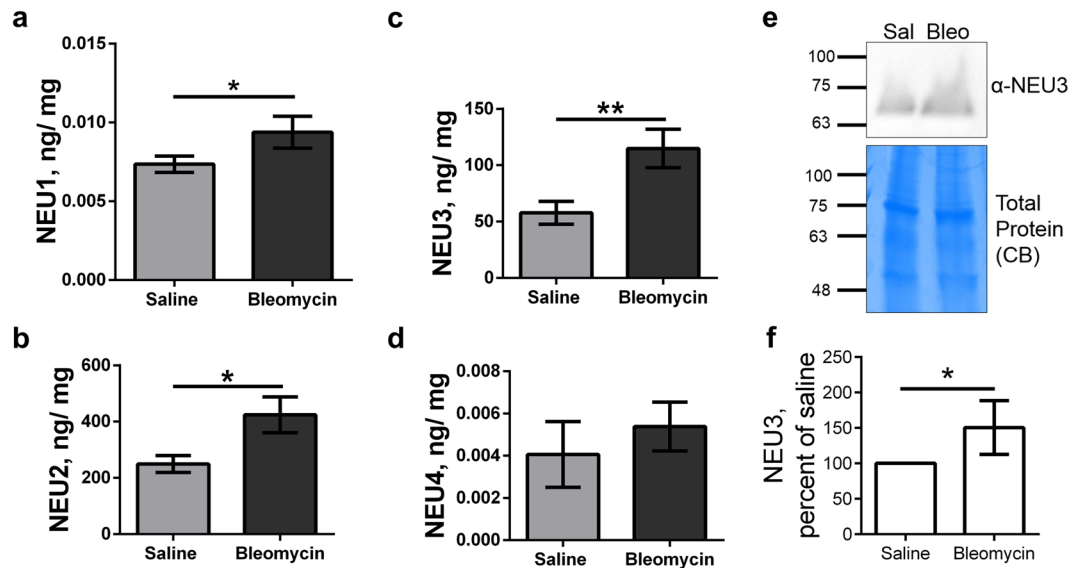 a
NEU1, ng/ mg
0.015
0.010
0.005
0.000
*
Saline Bleomycin
b
NEU2, ng/ mg
600
400
200
0
*
Saline Bleomycin
c
NEU3, ng/ mg
150
100
50
0
**
Saline Bleomycin
d
NEU4, ng/ mg
0.008
0.006
0.004
0.002
0.000
Saline Bleomycin
e
Sal Bleo
100
75
63
α-NEU3
100
75
63
48
Total
Protein
(CB)
f
NEU3,
percent of saline
250
200
150
100
50
0
*
Saline Bleomycin